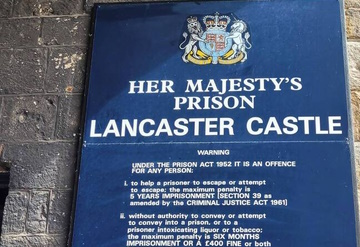 HER MAJESTY'S
PRISON
LANCASTER CASTLE
WARNING
UNDER THE PRISON ACT 1952 IT IS AN OFFENCE
FOR ANY PERSON:
i. to help a prisoner to escape or attempt
to escape: the maximum penalty is
5 YEARS IMPRISONMENT [SECTION 39 as
amended by the CRIMINAL JUSTICE ACT
1961]
ii. without authority to convey or attempt
to convey into a prison, or to a
prisoner intoxicating liquor or tobacco:
the maximum penalty is SIX MONTHS
IMPRISONMENT OR A £400 FINE or both